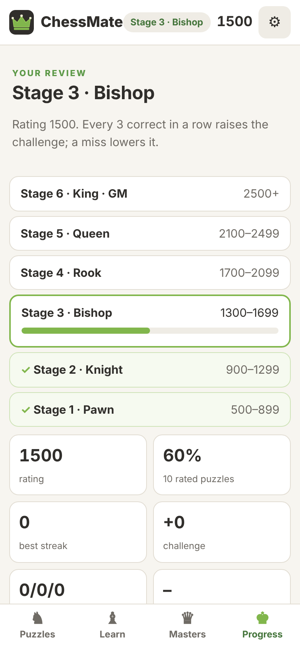 ChessMate Stage 3 · Bishop 1500
YOUR REVIEW
Stage 3 · Bishop
Rating 1500. Every 3 correct in a row raises the
challenge; a miss lowers it.
Stage 6 · King · GM 2500+
Stage 5 · Queen 2100–2499
Stage 4 · Rook 1700–2099
Stage 3 · Bishop 1300–1699
✓ Stage 2 · Knight 900–1299
✓ Stage 1 · Pawn 500–899
1500 60%
rating 10 rated puzzles
0 +0
best streak challenge
0/0/0 –
Puzzles Learn Masters Progress